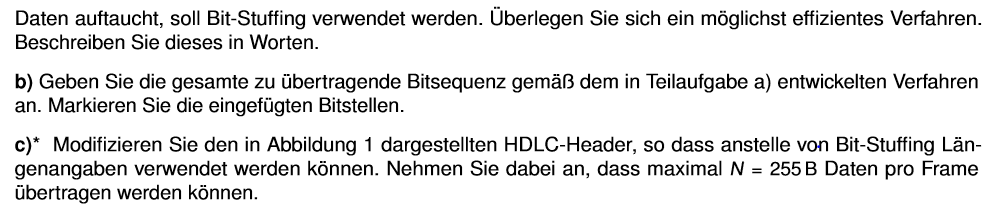 Daten auftaucht, soll Bit-Stuffing verwendet werden. Überlegen Sie sich ein möglichst effizientes Verfahren.
Beschreiben Sie dieses in Worten.
b) Geben Sie die gesamte zu übertragende Bitsequenz gemäß dem in Teilaufgabe a) entwickelten Verfahren
an. Markieren Sie die eingefügten Bitstellen.
c)* Modifizieren Sie den in Abbildung 1 dargestellten HDLC-Header, so dass anstelle von Bit-Stuffing Län-
genangaben verwendet werden können. Nehmen Sie dabei an, dass maximal N = 255 B Daten pro Frame
übertragen werden können.